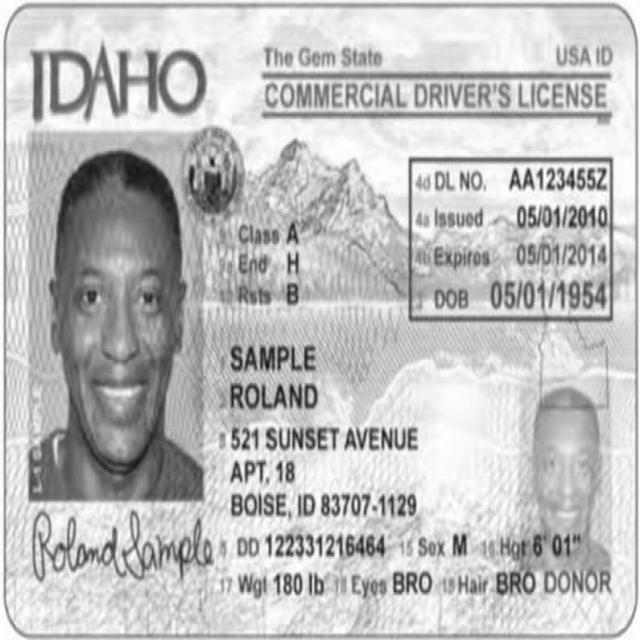 IDAHO
The Gem State USA ID
COMMERCIAL DRIVER'S LICENSE
4d DL NO. AA123455Z
4a Issued 05/01/2010
4b Expires 05/01/2014
3 DOB 05/01/1954
Class A
End H
Rsts B
SAMPLE
ROLAND
8 521 SUNSET AVENUE
APT. 18
BOISE, ID 83707-1129
Roland Sample
5 DD 122331216464 15 Sex M 16 Hgt 6' 01"
17 Wgt 180 lb 18 Eyes BRO 19 Hair BRO DONOR